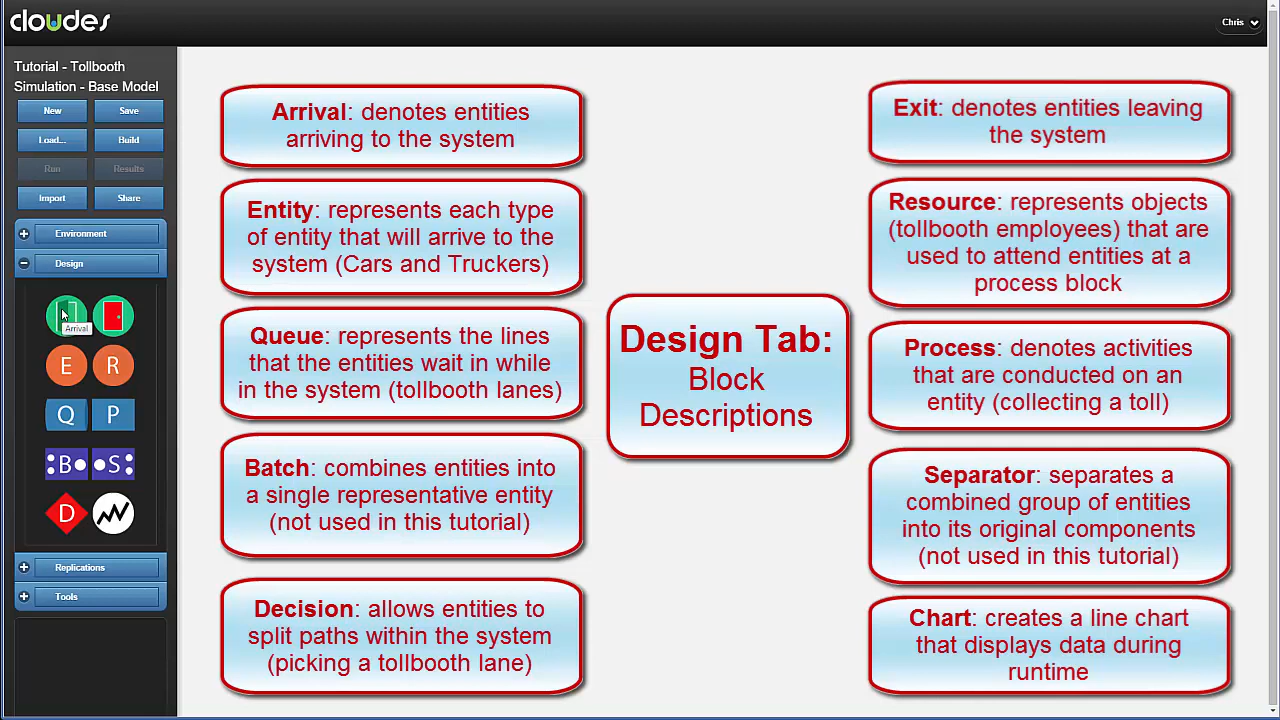 cloudes
Chris
Tutorial - Tollbooth
Simulation - Base Model
New
Save
Load...
Build
Run
Results
Import
Share
Environment
Design
Arrival
E
R
Q
P
B
S
D
Replications
Tools
Arrival: denotes entities
arriving to the system
Entity: represents each type
of entity that will arrive to the
system (Cars and Truckers)
Queue: represents the lines
that the entities wait in while
in the system (tollbooth lanes)
Batch: combines entities into
a single representative entity
(not used in this tutorial)
Decision: allows entities to
split paths within the system
(picking a tollbooth lane)
Design Tab:
Block
Descriptions
Exit: denotes entities leaving
the system
Resource: represents objects
(tollbooth employees) that are
used to attend entities at a
process block
Process: denotes activities
that are conducted on an
entity (collecting a toll)
Separator: separates a
combined group of entities
into its original components
(not used in this tutorial)
Chart: creates a line chart
that displays data during
runtime